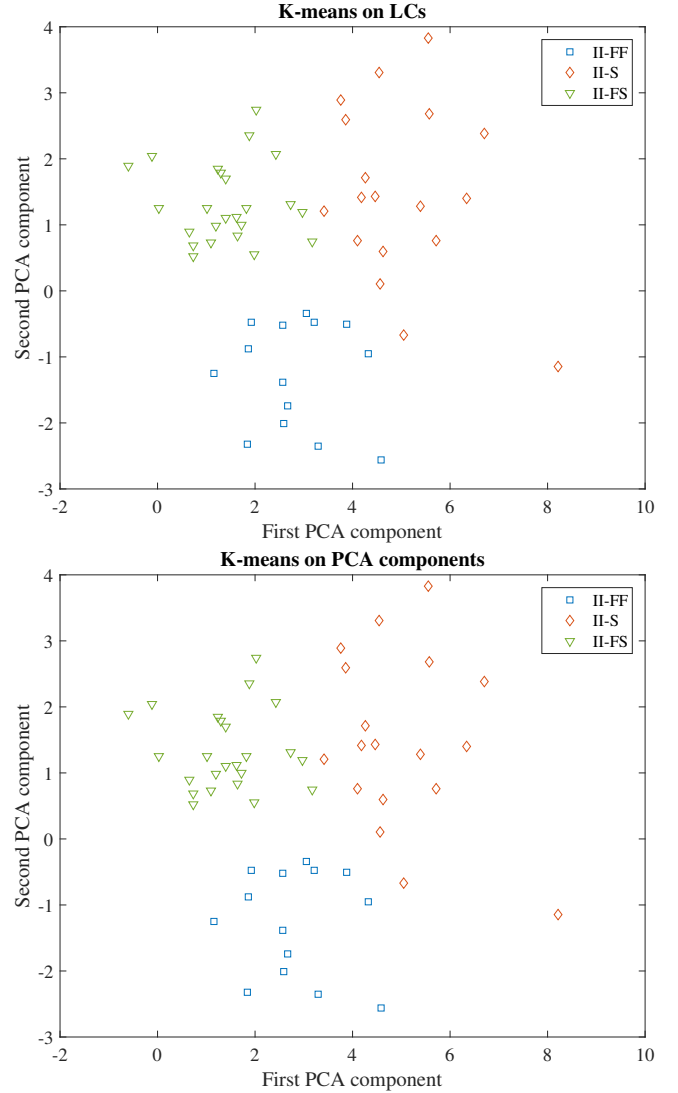 K-means on LCs
4
3
2
1
0
-1
-2
-3
Second PCA component
II-FF
II-S
II-FS
-2 0 2 4 6 8 10
First PCA component
K-means on PCA components
4
3
2
1
0
-1
-2
-3
Second PCA component
II-FF
II-S
II-FS
-2 0 2 4 6 8 10
First PCA component